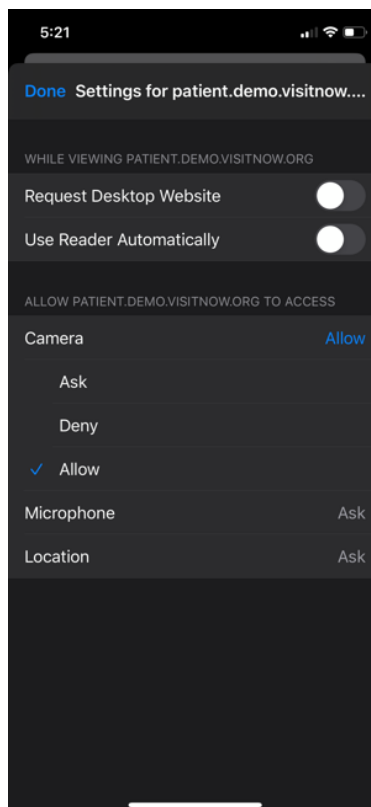 5:21
Done Settings for patient.demo.visitnow....
WHILE VIEWING PATIENT.DEMO.VISITNOW.ORG
Request Desktop Website
Use Reader Automatically
ALLOW PATIENT.DEMO.VISITNOW.ORG TO ACCESS
Camera Allow
Ask
Deny
Allow
Microphone Ask
Location Ask